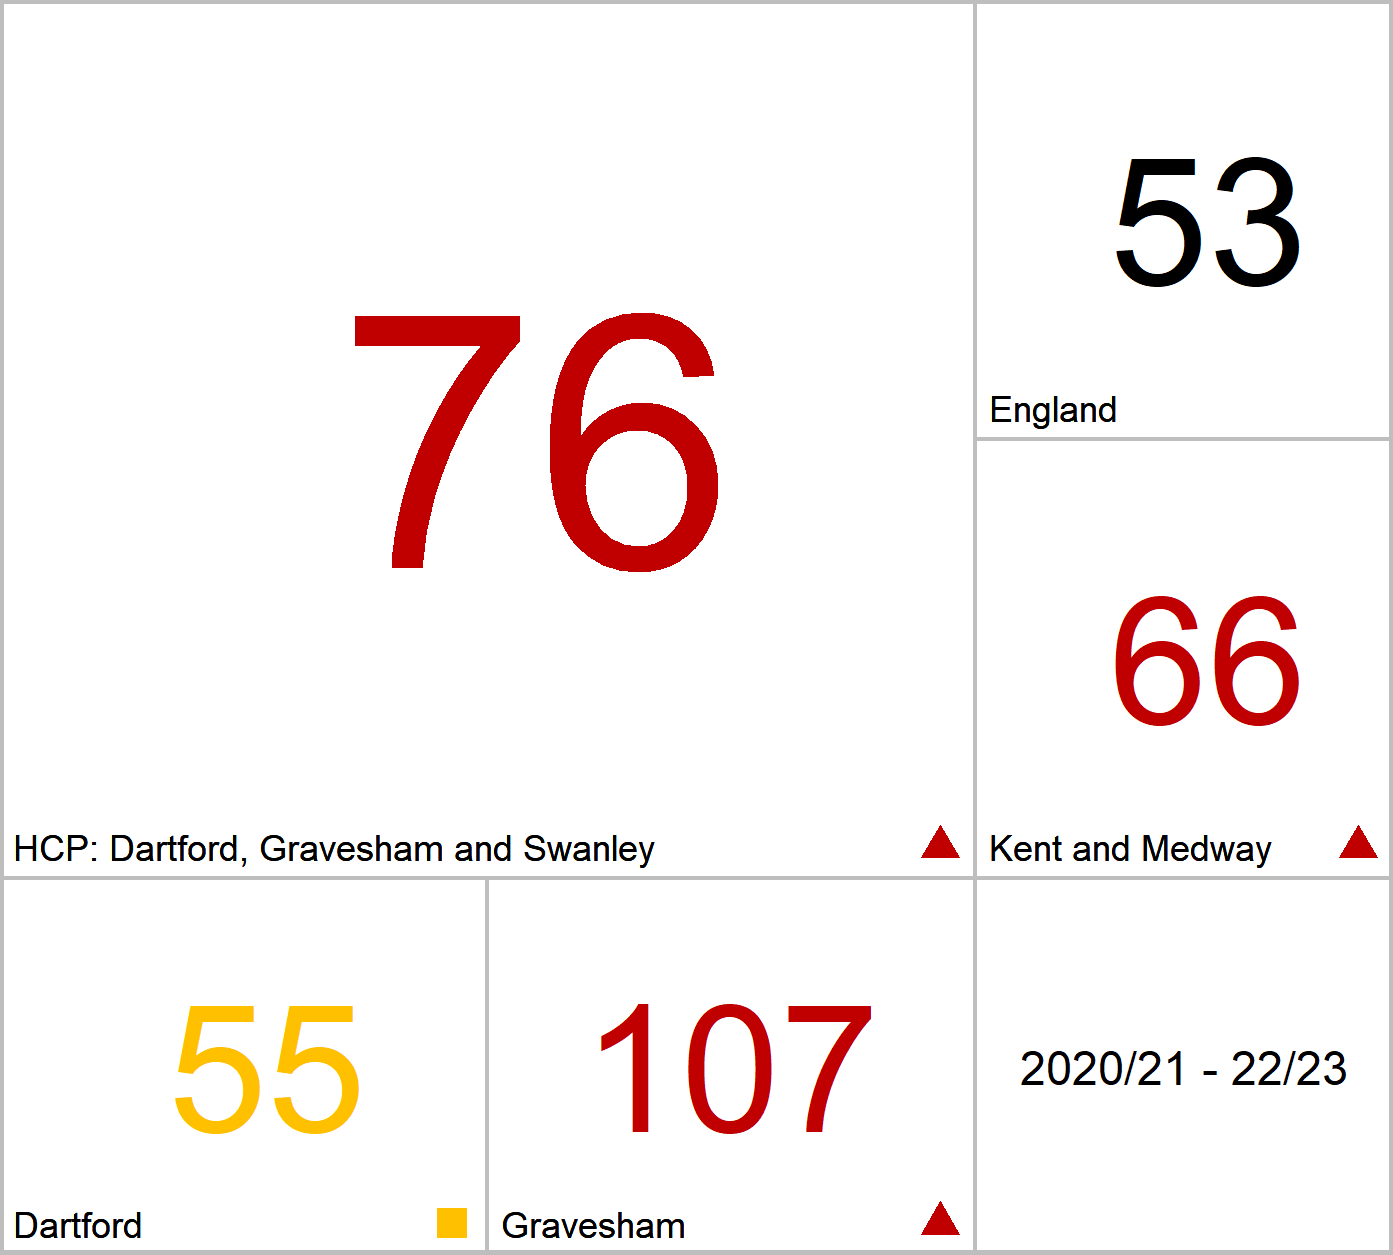 76
HCP: Dartford, Gravesham and Swanley
53
England
66
Kent and Medway
55
Dartford
107
Gravesham
2020/21 - 22/23